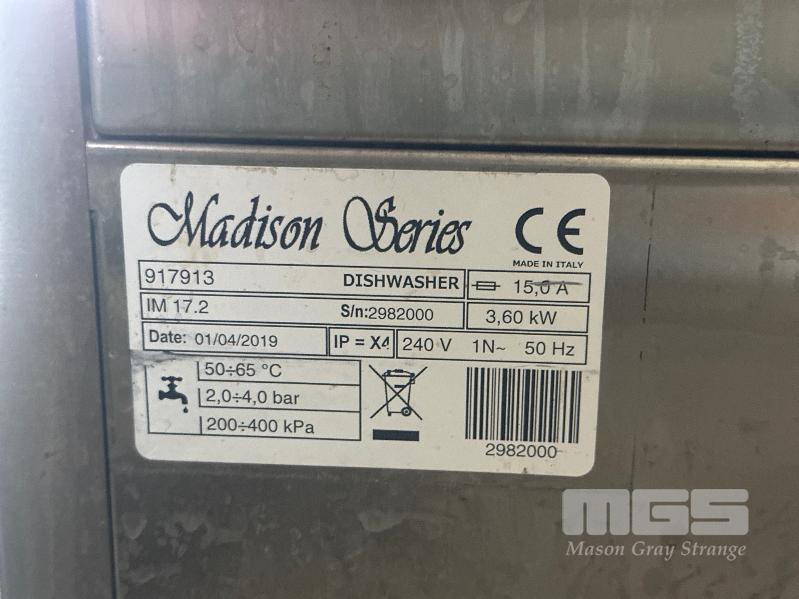 Madison Series
CE
MADE IN ITALY
917913 DISHWASHER 15,0 A
IM 17.2 S/n:2982000 3,60 kW
Date: 01/04/2019 IP = X4 240 V 1N~ 50 Hz
50÷65 °C
2,0÷4,0 bar
200÷400 kPa
2982000
MGS
Mason Gray Strange